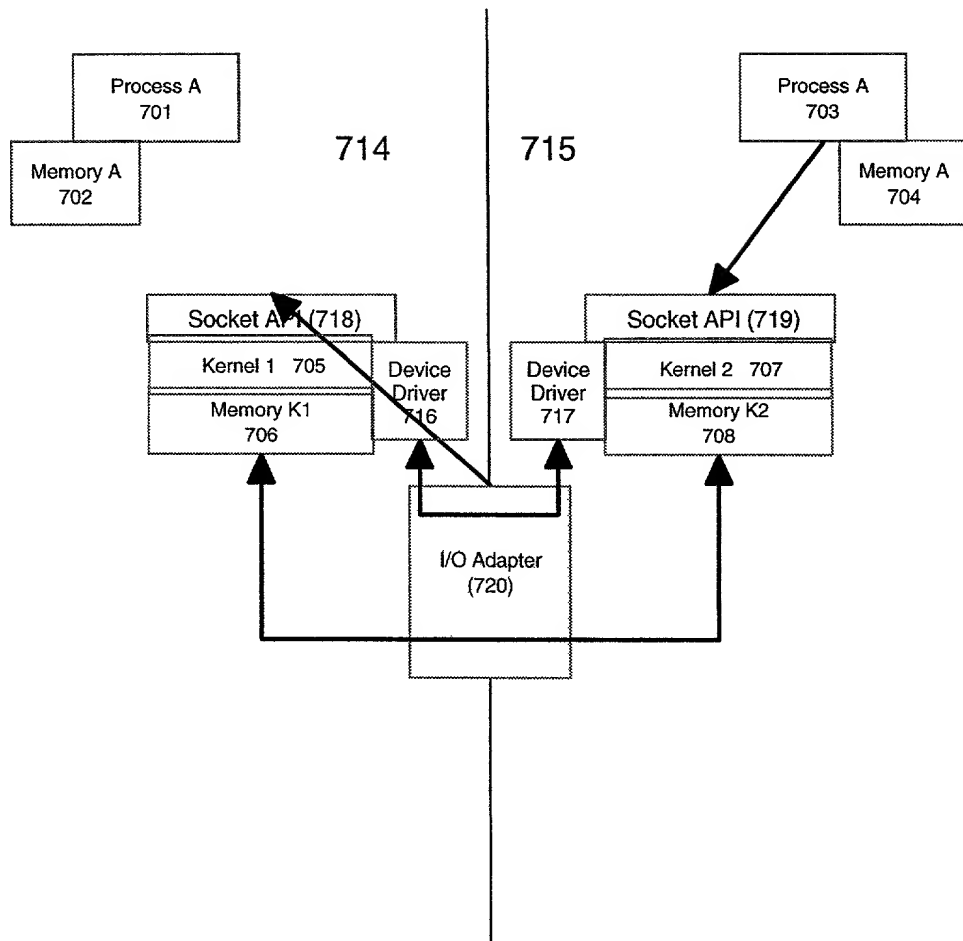 Process A
701
Memory A
702
714
715
Process A
703
Memory A
704
Socket API (718)
Kernel 1 705
Memory K1
706
Device
Driver
716
Socket API (719)
Device
Driver
717
Kernel 2 707
Memory K2
708
I/O Adapter
(720)